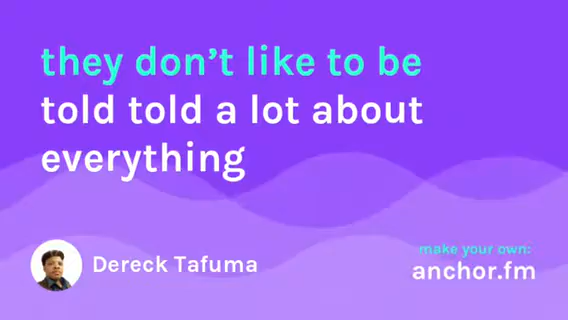 they don’t like to be
told told a lot about
everything
Dereck Tafuma
make your own:
anchor.fm